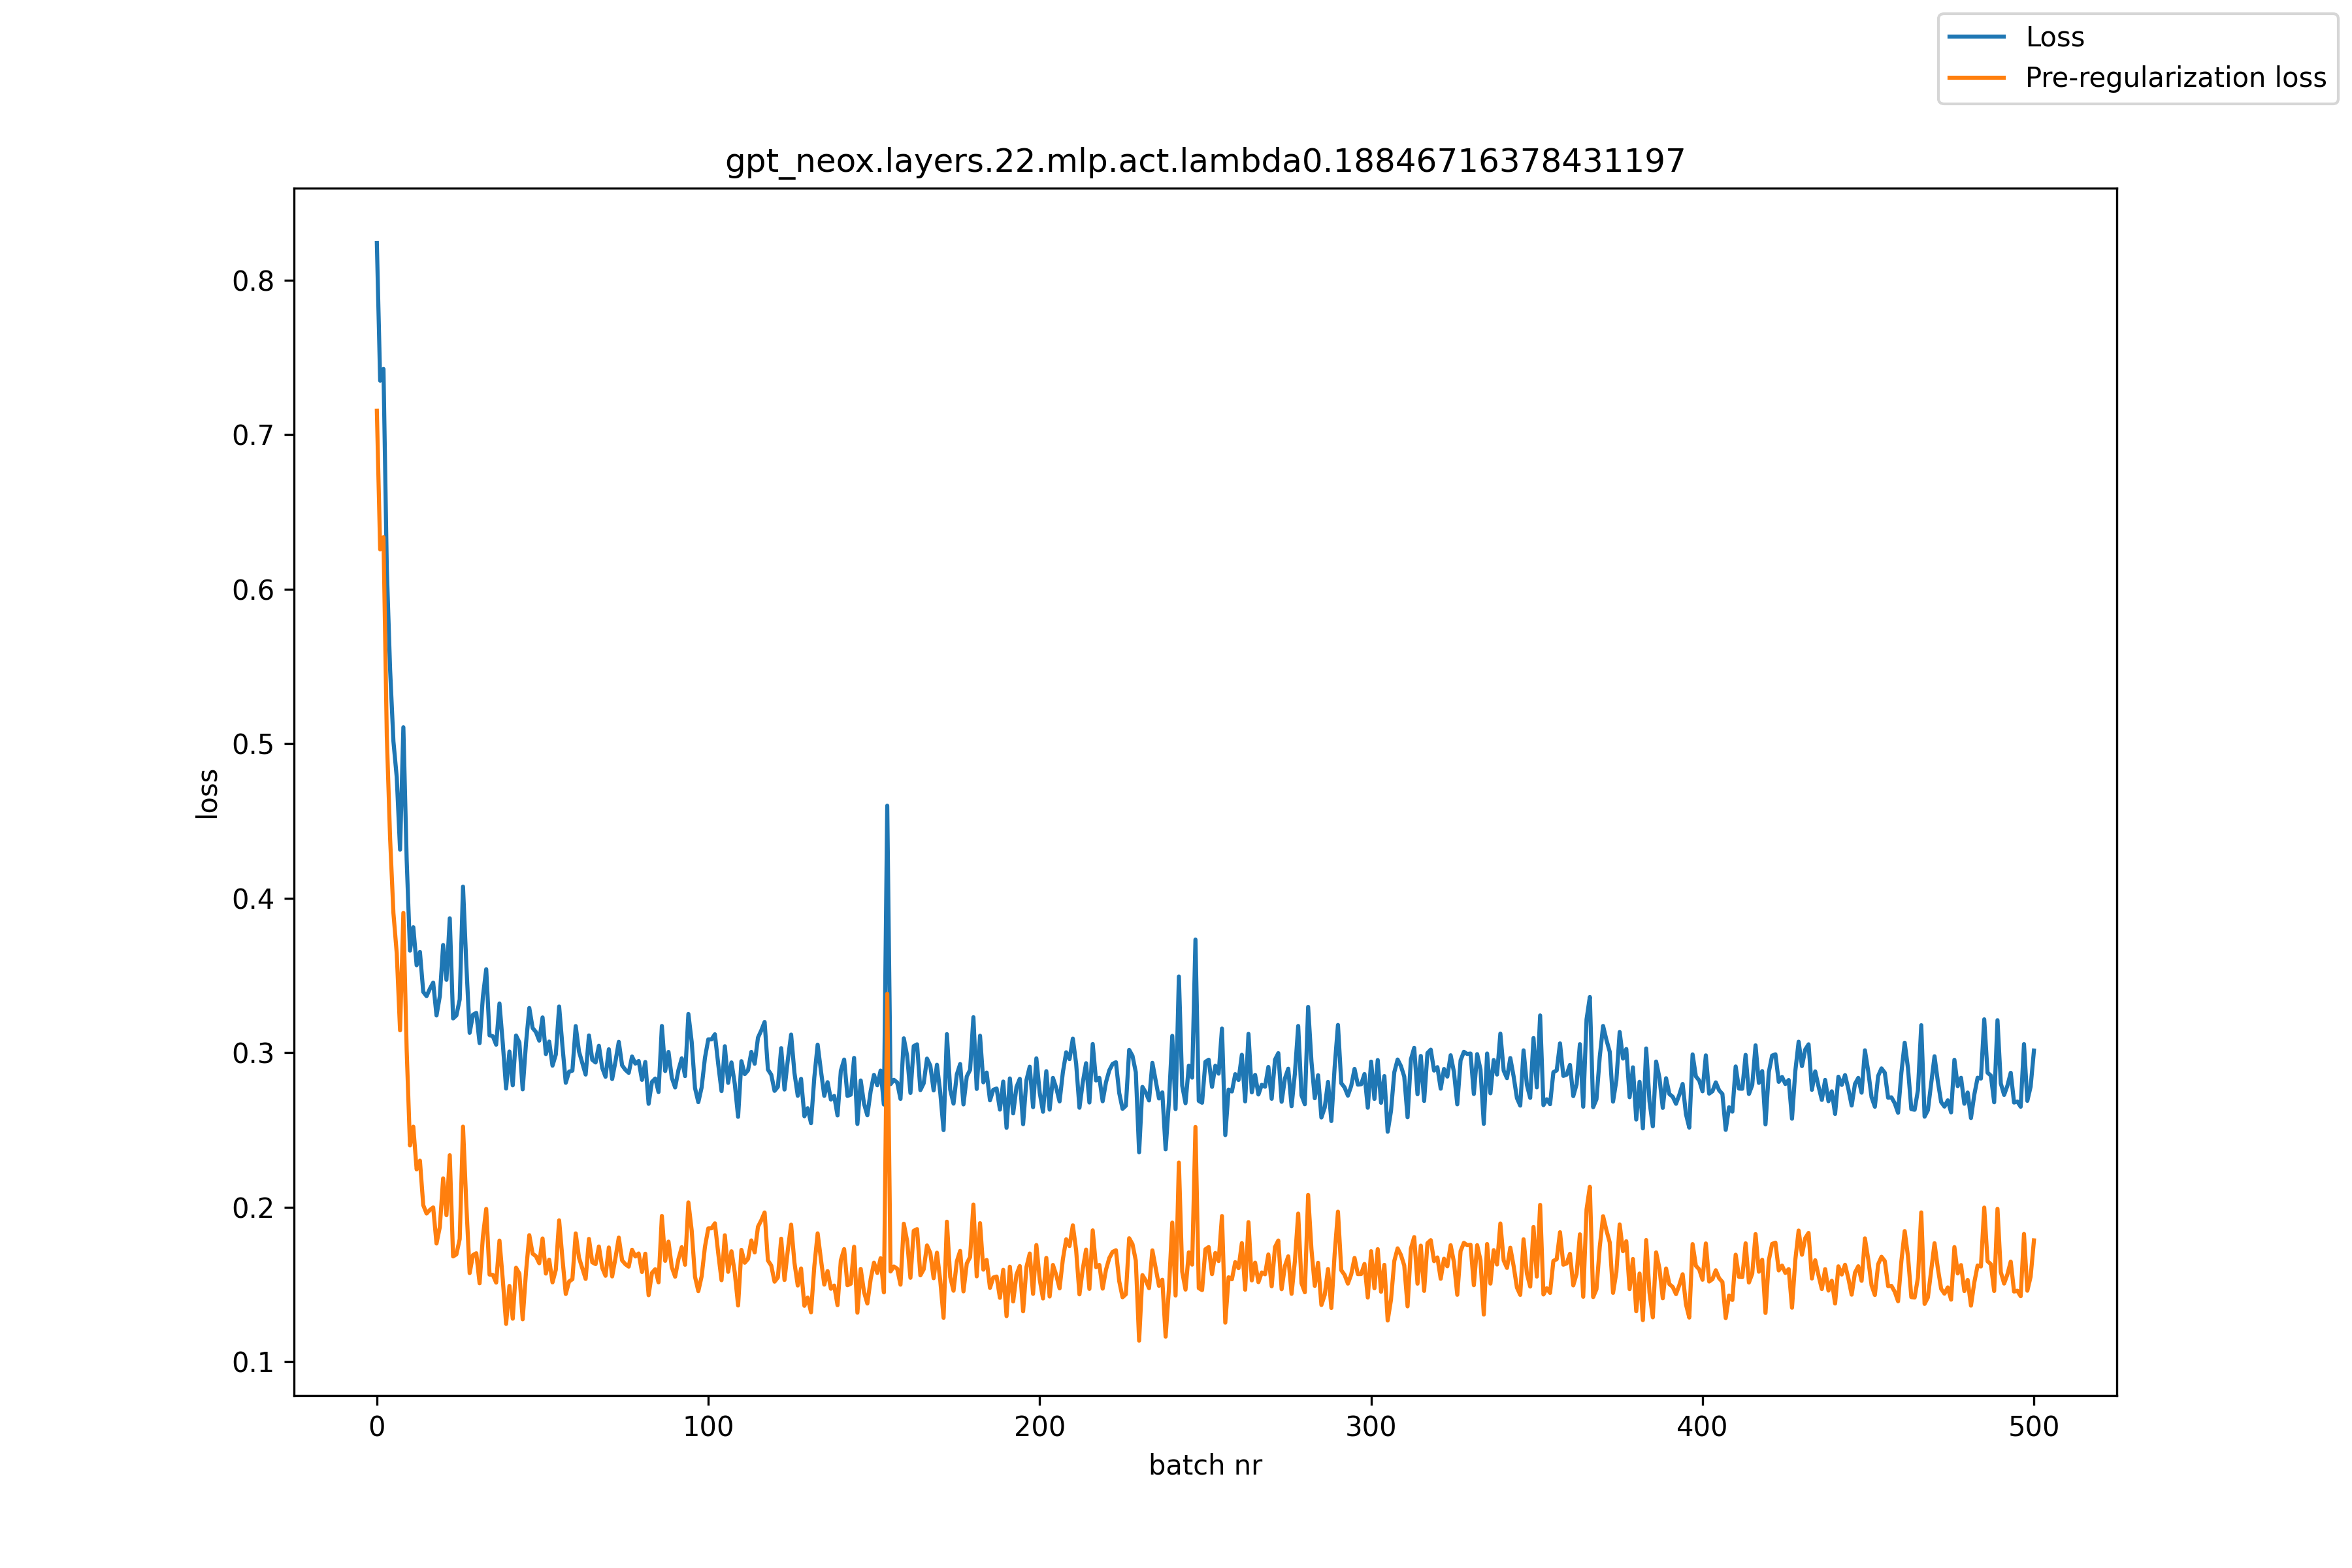 Loss
Pre-regularization loss
gpt_neox.layers.22.mlp.act.lambda0.18846716378431197
0.8
0.7
0.6
0.5
0.4
0.3
0.2
0.1
loss
0 100 200 300 400 500
batch nr